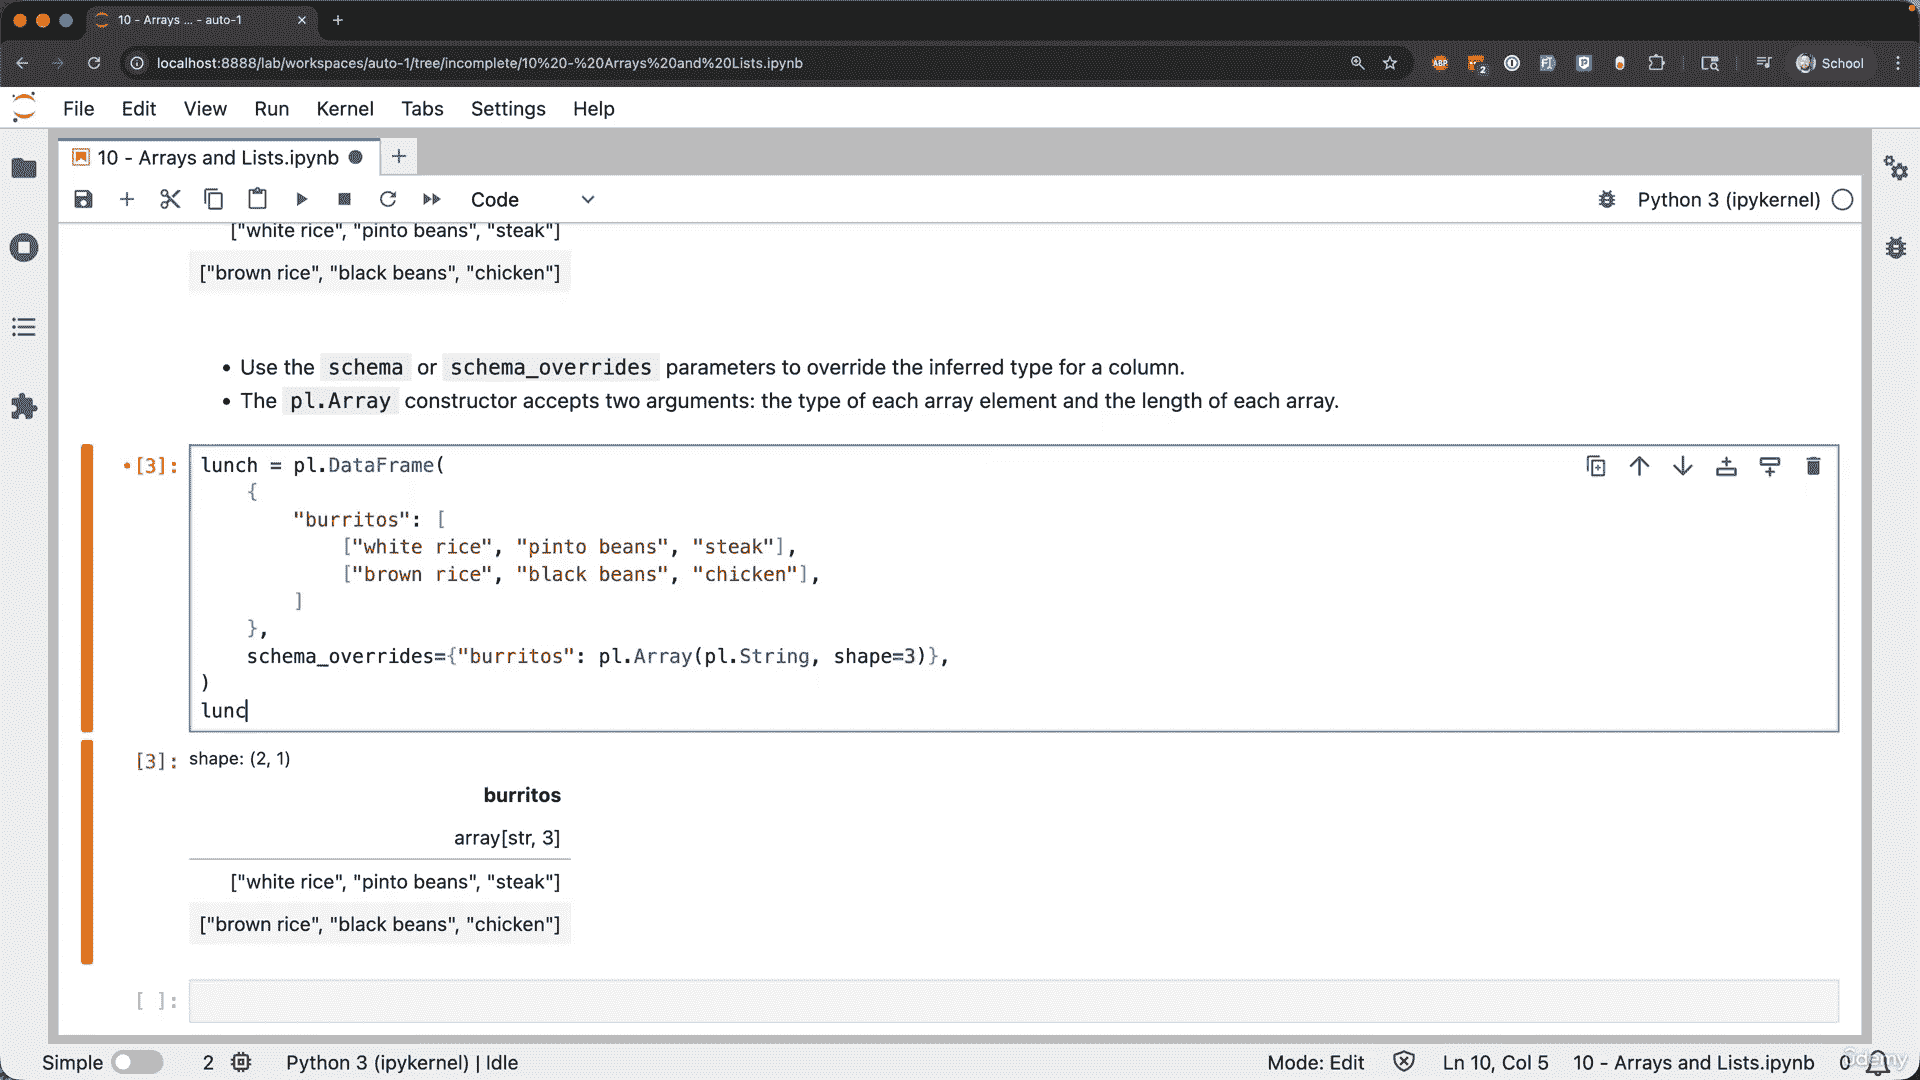 10 - Arrays ... - auto-1
localhost:8888/lab/workspaces/auto-1/tree/incomplete/10%20-%20Arrays%20and%20Lists.ipynb
ABP
2
School
File Edit View Run Kernel Tabs Settings Help
10 - Arrays and Lists.ipynb
Code
Python 3 (ipykernel)
["white rice", "pinto beans", "steak"]
["brown rice", "black beans", "chicken"]
• Use the schema or schema_overrides parameters to override the inferred type for a column.
• The pl.Array constructor accepts two arguments: the type of each array element and the length of each array.
[3]:
lunch = pl.DataFrame(
{
"burritos": [
["white rice", "pinto beans", "steak"],
["brown rice", "black beans", "chicken"],
]
},
schema_overrides={"burritos": pl.Array(pl.String, shape=3)},
)
lunc
[3]: shape: (2, 1)
burritos
array[str, 3]
["white rice", "pinto beans", "steak"]
["brown rice", "black beans", "chicken"]
[ ]:
Simple 2 Python 3 (ipykernel) | Idle Mode: Edit Ln 10, Col 5 10 - Arrays and Lists.ipynb 0
udemy